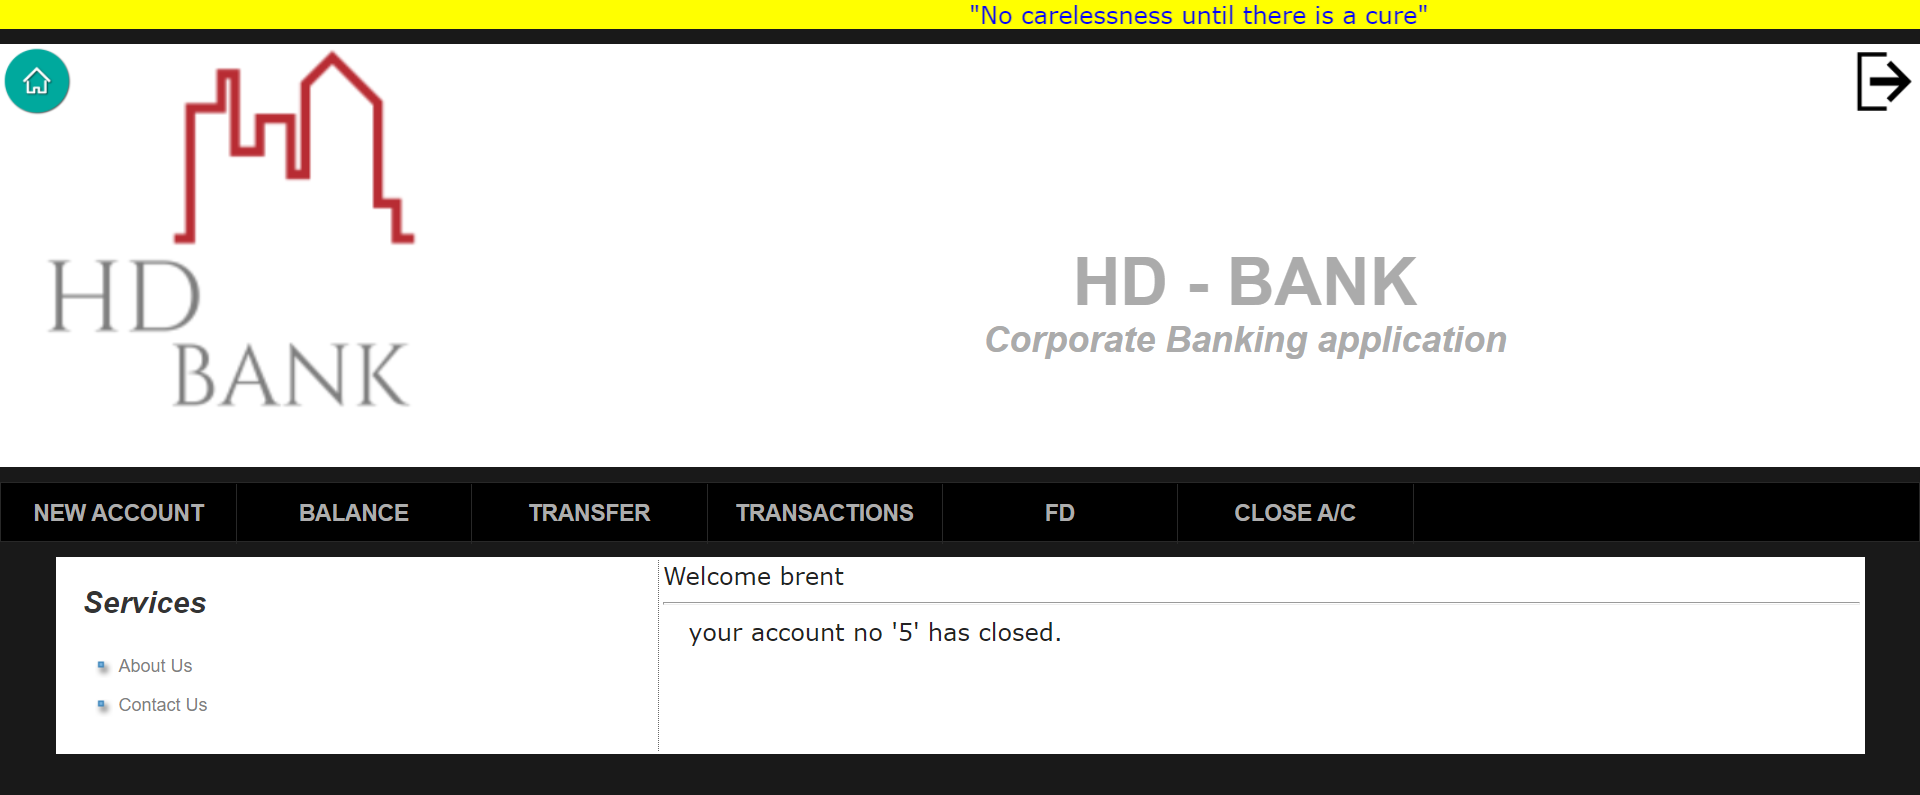 "No carelessness until there is a cure"
HD
BANK
HD - BANK
Corporate Banking application
NEW ACCOUNT BALANCE TRANSFER TRANSACTIONS FD CLOSE A/C
Services
About Us
Contact Us
Welcome brent
your account no '5' has closed.